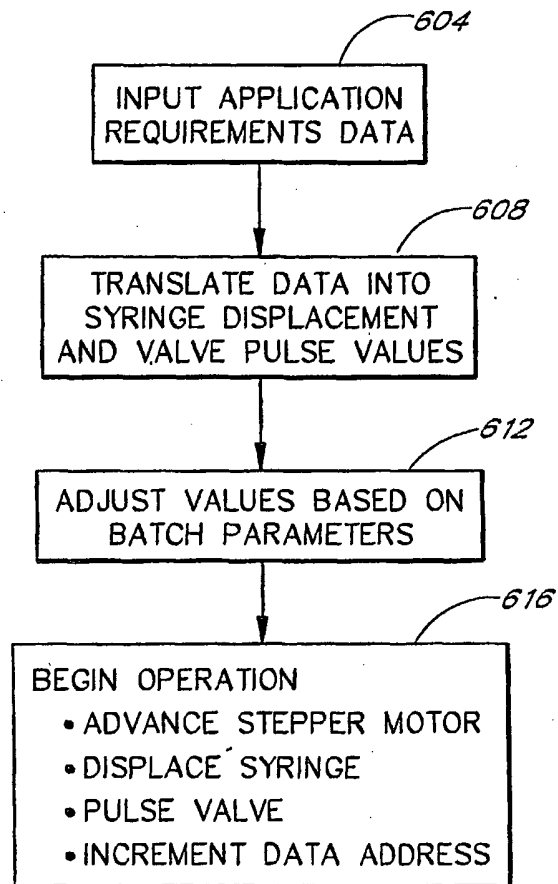 604
INPUT APPLICATION
REQUIREMENTS DATA
608
TRANSLATE DATA INTO
SYRINGE DISPLACEMENT
AND VALVE PULSE VALUES
612
ADJUST VALUES BASED ON
BATCH PARAMETERS
616
BEGIN OPERATION
• ADVANCE STEPPER MOTOR
• DISPLACE SYRINGE
• PULSE VALVE
• INCREMENT DATA ADDRESS